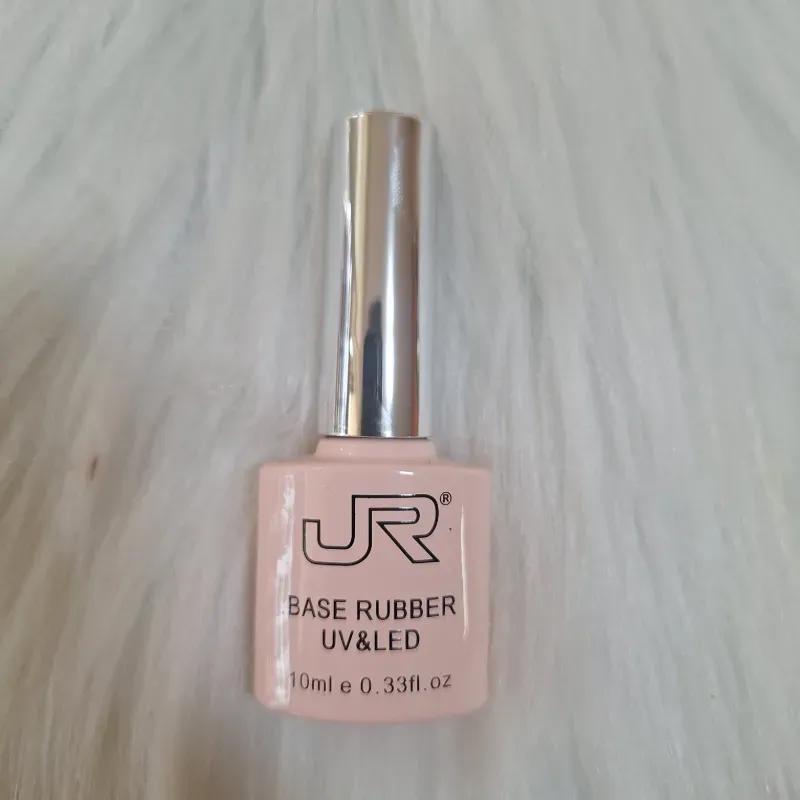 JR®
BASE RUBBER
UV&LED
10ml e 0.33fl.oz